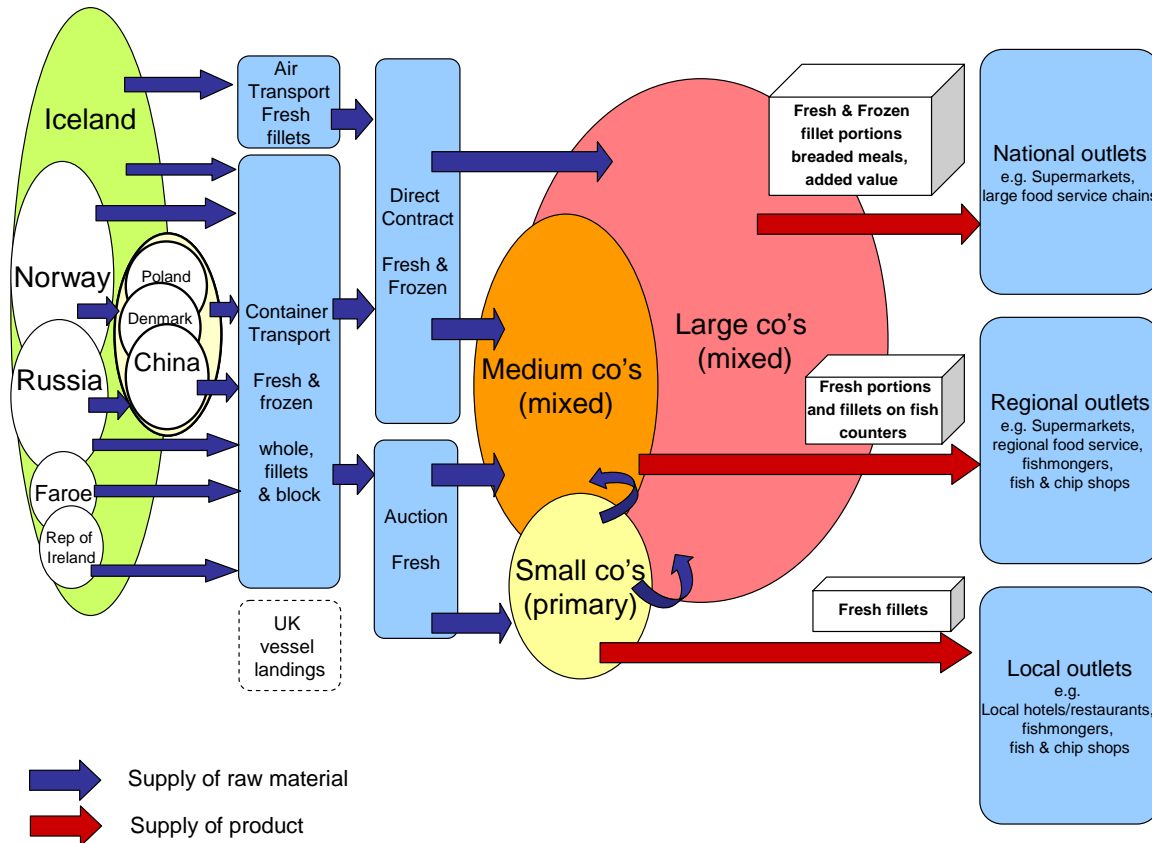 Iceland
Norway
Russia
Faroe
Rep of
Ireland
Poland
Denmark
China
Air
Transport
Fresh
fillets
Container
Transport
Fresh &
frozen
whole,
fillets
& block
UK
vessel
landings
Direct
Contract
Fresh &
Frozen
Auction
Fresh
Large co's
(mixed)
Medium co's
(mixed)
Small co's
(primary)
Fresh & Frozen
fillet portions
breaded meals,
added value
Fresh portions
and fillets on fish
counters
Fresh fillets
National outlets
e.g. Supermarkets,
large food service chains
Regional outlets
e.g. Supermarkets,
regional food service,
fishmongers,
fish & chip shops
Local outlets
e.g.
Local hotels/restaurants,
fishmongers,
fish & chip shops
Supply of raw material
Supply of product